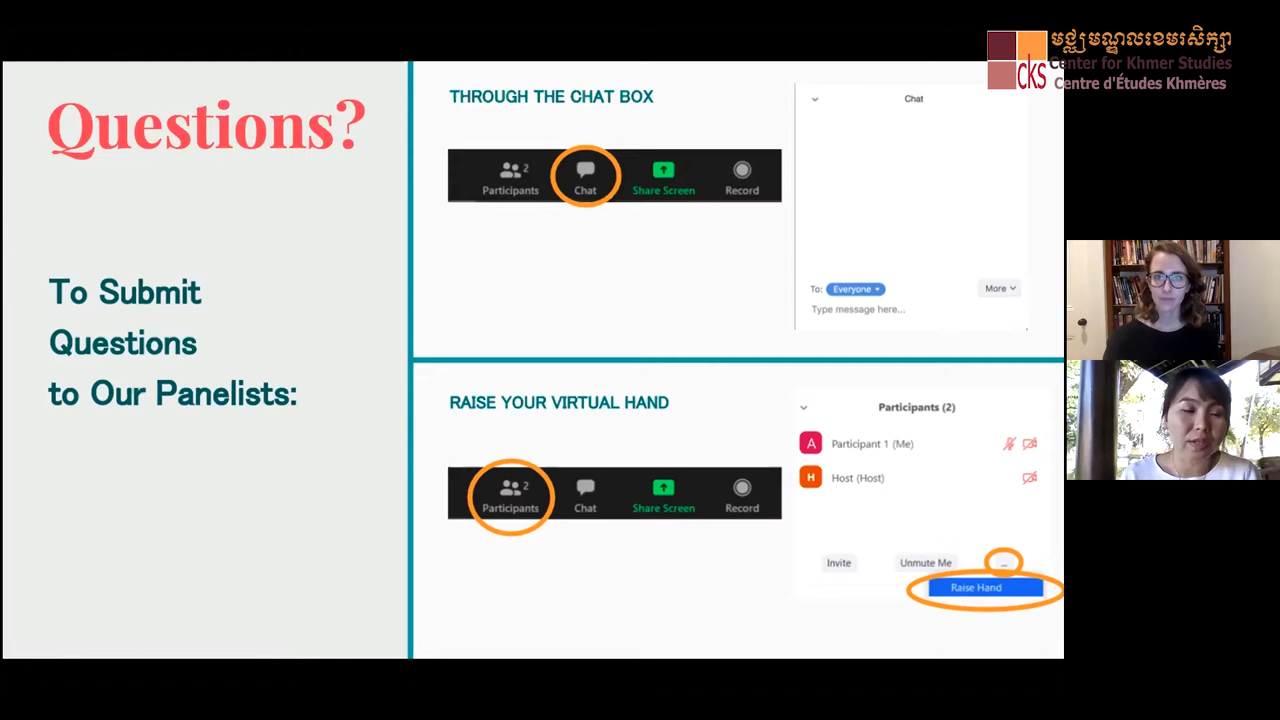 មជ្ឈមណ្ឌលខេមរសិក្សា
Center for Khmer Studies
Centre d'Études Khmères
CKS
Questions?
To Submit
Questions
to Our Panelists:
THROUGH THE CHAT BOX
2
Participants
Chat
Share Screen
Record
Chat
To:
Everyone
More
Type message here...
RAISE YOUR VIRTUAL HAND
2
Participants
Chat
Share Screen
Record
Participants (2)
A
Participant 1 (Me)
H
Host (Host)
Invite
Unmute Me
...
Raise Hand